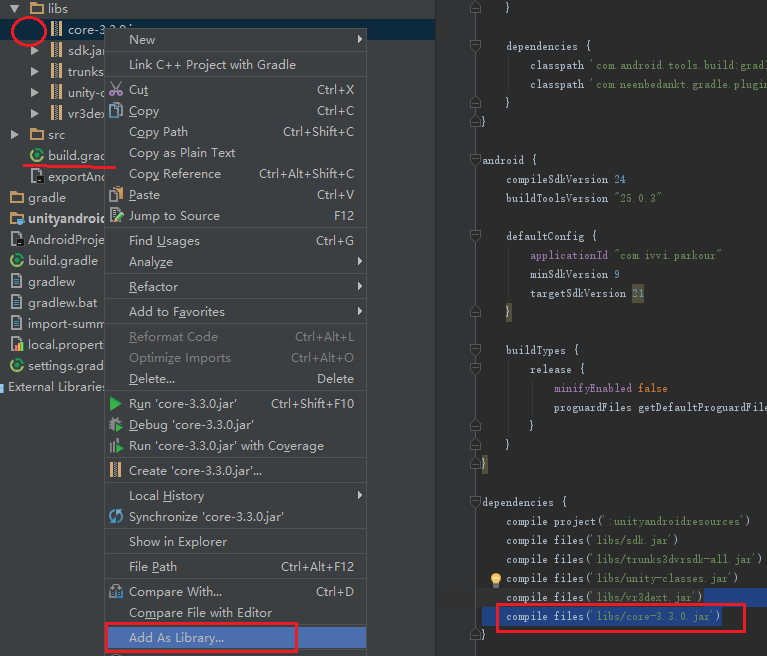 libs
core-3.3.0.j
sdk.jar
trunks
unity-c
vr3dex
src
build.grad
exportAn
gradle
unityandroid
AndroidProje
build.gradle
gradlew
gradlew.bat
import-summ
local.propert
settings.grad
External Libraries
New
Link C++ Project with Gradle
Cut Ctrl+X
Copy Ctrl+C
Copy Path Ctrl+Shift+C
Copy as Plain Text
Copy Reference Ctrl+Alt+Shift+C
Paste Ctrl+V
Jump to Source F12
Find Usages Ctrl+G
Analyze
Refactor
Add to Favorites
Reformat Code Ctrl+Alt+L
Optimize Imports Ctrl+Alt+O
Delete... Delete
Run 'core-3.3.0.jar' Ctrl+Shift+F10
Debug 'core-3.3.0.jar'
Run 'core-3.3.0.jar' with Coverage
Create 'core-3.3.0.jar'...
Local History
Synchronize 'core-3.3.0.jar'
Show in Explorer
File Path Ctrl+Alt+F12
Compare With... Ctrl+D
Compare File with Editor
Add As Library...
}
dependencies {
classpath 'com.android.tools.build:gradl
classpath 'com.neenbedankt.gradle.plugin
}
}
android {
compileSdkVersion 24
buildToolsVersion "25.0.3"
defaultConfig {
applicationId "com.ivvi.parkour"
minSdkVersion 9
targetSdkVersion 21
}
buildTypes {
release {
minifyEnabled false
proguardFiles getDefaultProguardFile
}
}
}
dependencies {
compile project(':unityandroidresources')
compile files('libs/sdk.jar')
compile files('libs/trunks3dvrsdk-all.jar')
compile files('libs/unity-classes.jar')
compile files('libs/vr3dext.jar')
compile files('libs/core-3.3.0.jar')
}